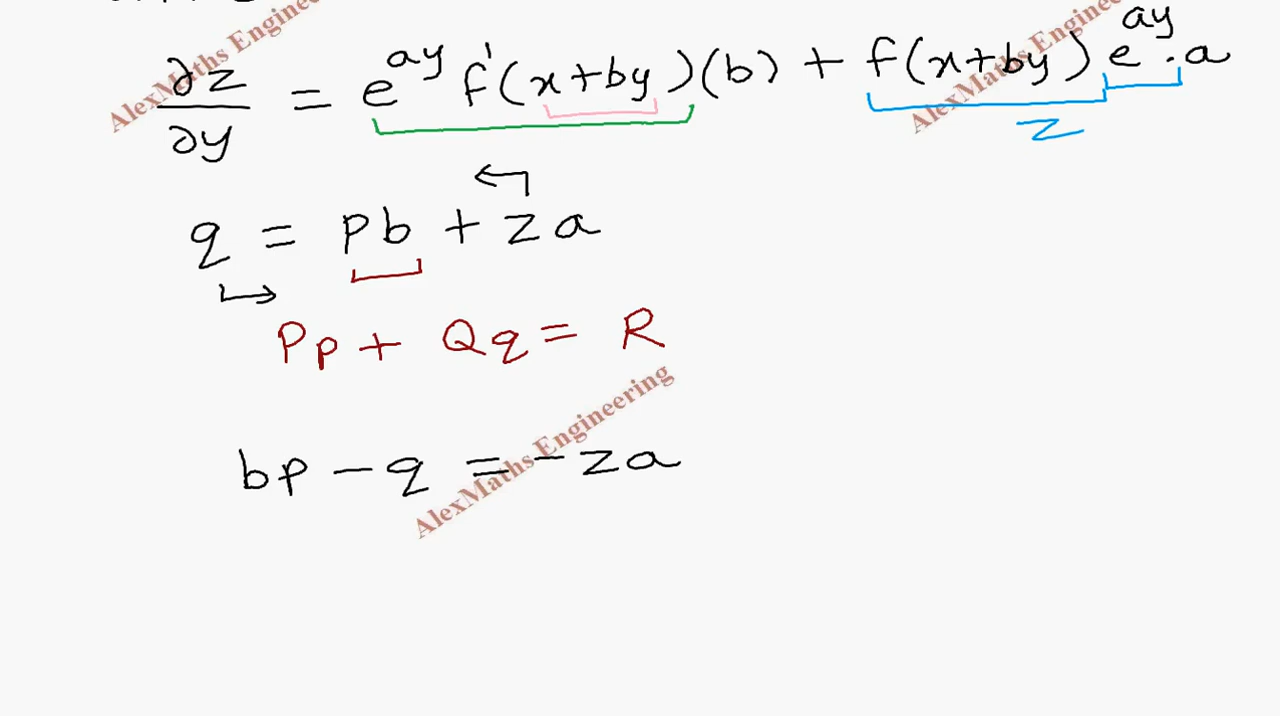 ∂z/∂y = e^{ay} f'(x+by)(b) + f(x+by) e^{ay}.a
z
q = pb + za
Pp + Qq = R
bp - q = -za
AlexMaths Engineering
AlexMaths Engineering
AlexMaths Engineering